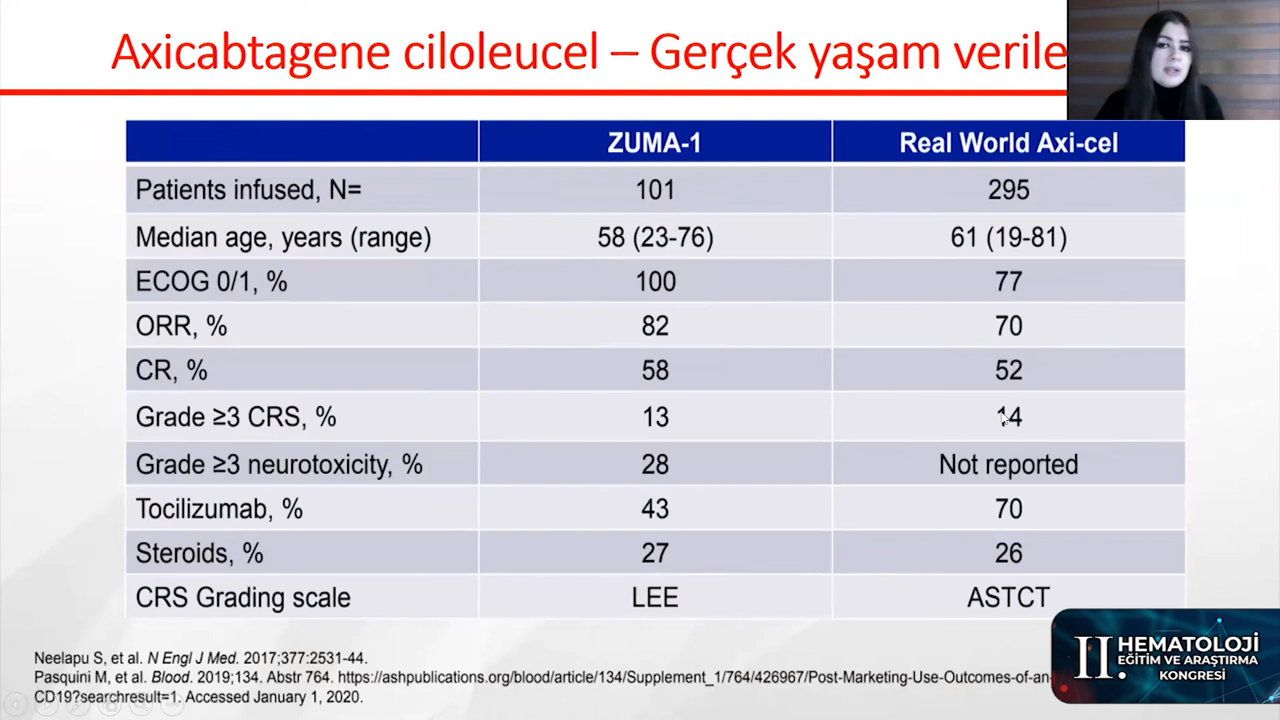 Axicabtagene ciloleucel – Gerçek yaşam verile
ZUMA-1 Real World Axi-cel
Patients infused, N= 101 295
Median age, years (range) 58 (23-76) 61 (19-81)
ECOG 0/1, % 100 77
ORR, % 82 70
CR, % 58 52
Grade ≥3 CRS, % 13 14
Grade ≥3 neurotoxicity, % 28 Not reported
Tocilizumab, % 43 70
Steroids, % 27 26
CRS Grading scale LEE ASTCT
Neelapu S, et al. N Engl J Med. 2017;377:2531-44.
Pasquini M, et al. Blood. 2019;134. Abstr 764. https://ashpublications.org/blood/article/134/Supplement_1/764/426967/Post-Marketing-Use-Outcomes-of-an-
CD19?searchresult=1. Accessed January 1, 2020.
II. HEMATOLOJİ
EĞİTİM VE ARAŞTIRMA
KONGRESİ